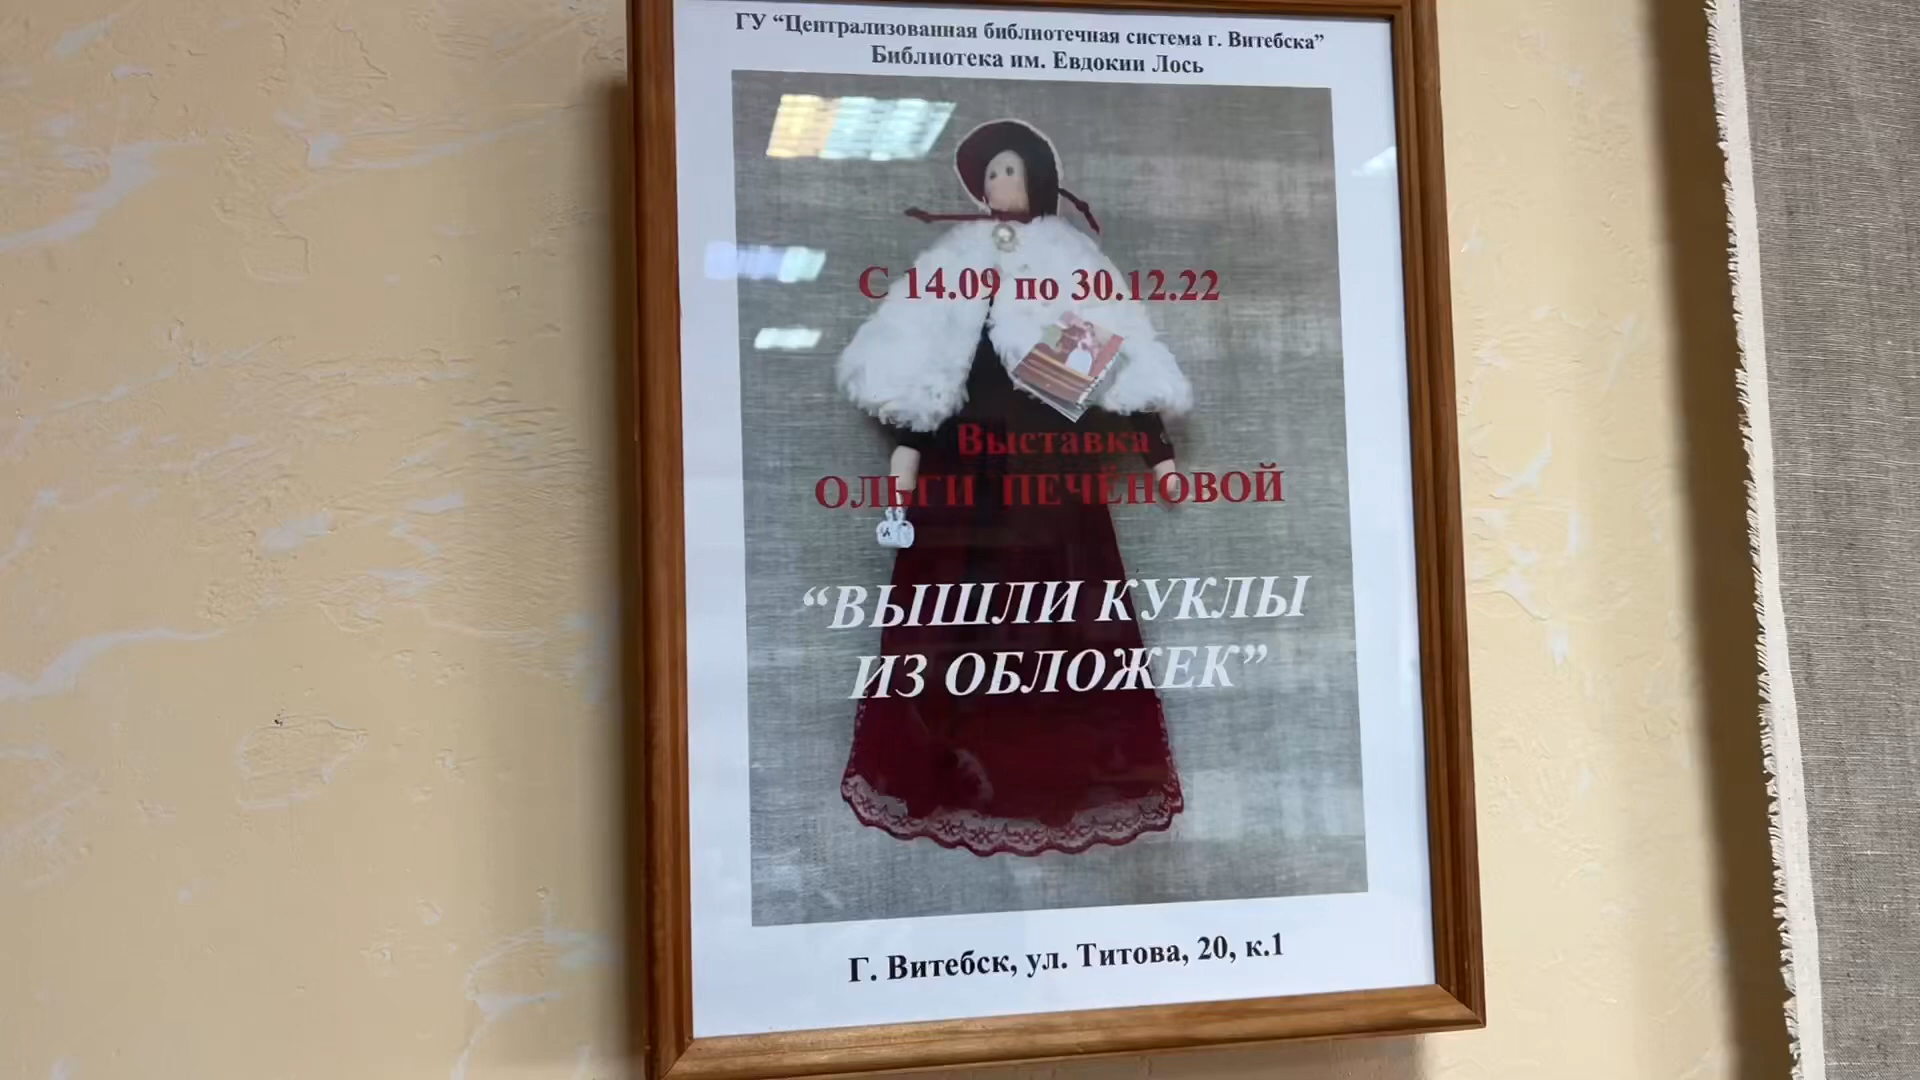 ГУ “Централизованная библиотечная система г. Витебска”
Библиотека им. Евдокии Лось
С 14.09 по 30.12.22
Выставка
ОЛЬГИ ПЕЧЁНОВОЙ
“ВЫШЛИ КУКЛЫ
ИЗ ОБЛОЖЕК”
Г. Витебск, ул. Титова, 20, к.1